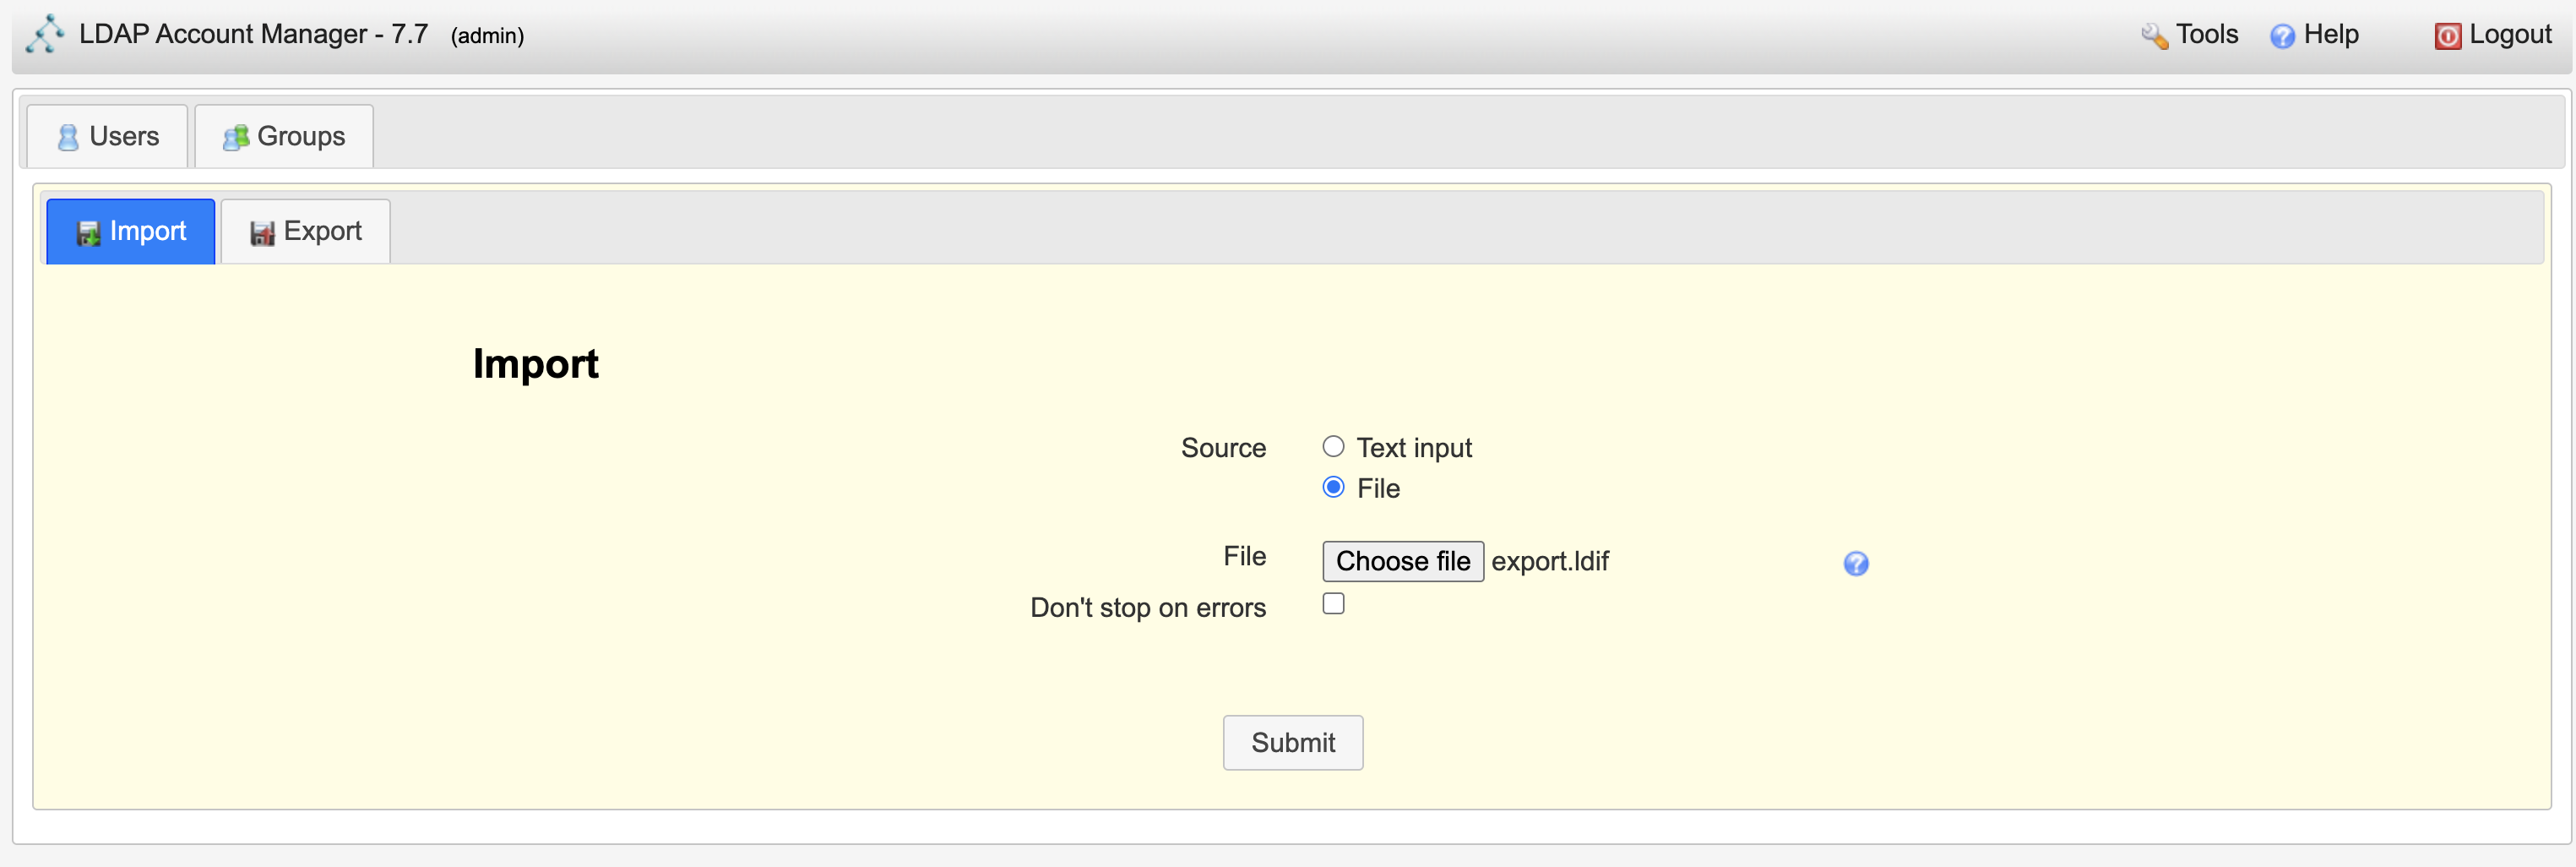 LDAP Account Manager - 7.7 (admin) Tools Help Logout
Users Groups
Import Export
Import
Source Text input
File
File Choose file export.ldif
Don't stop on errors
Submit